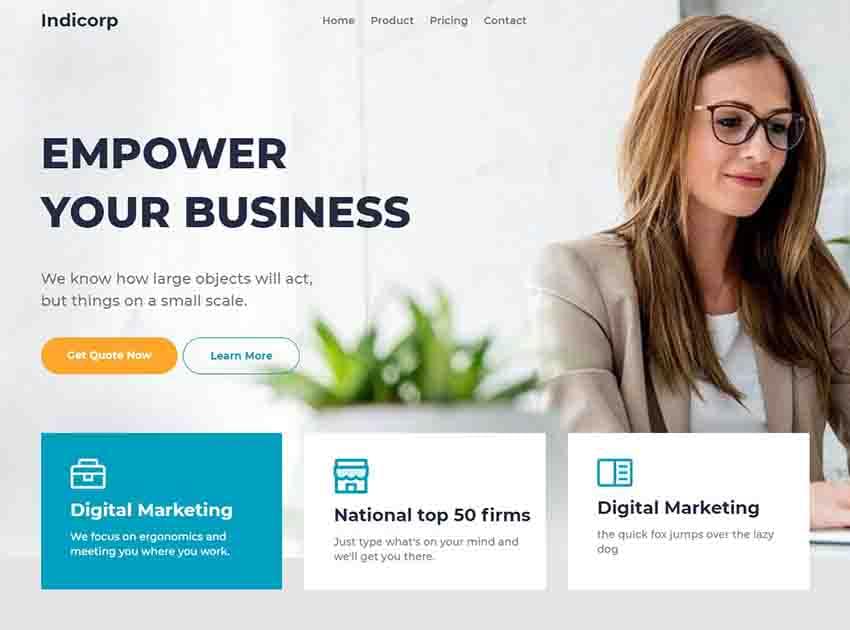 Indicorp
Home Product Pricing Contact
EMPOWER
YOUR BUSINESS
We know how large objects will act,
but things on a small scale.
Get Quote Now
Learn More
Digital Marketing
We focus on ergonomics and
meeting you where you work.
National top 50 firms
Just type what's on your mind and
we'll get you there.
Digital Marketing
the quick fox jumps over the lazy
dog